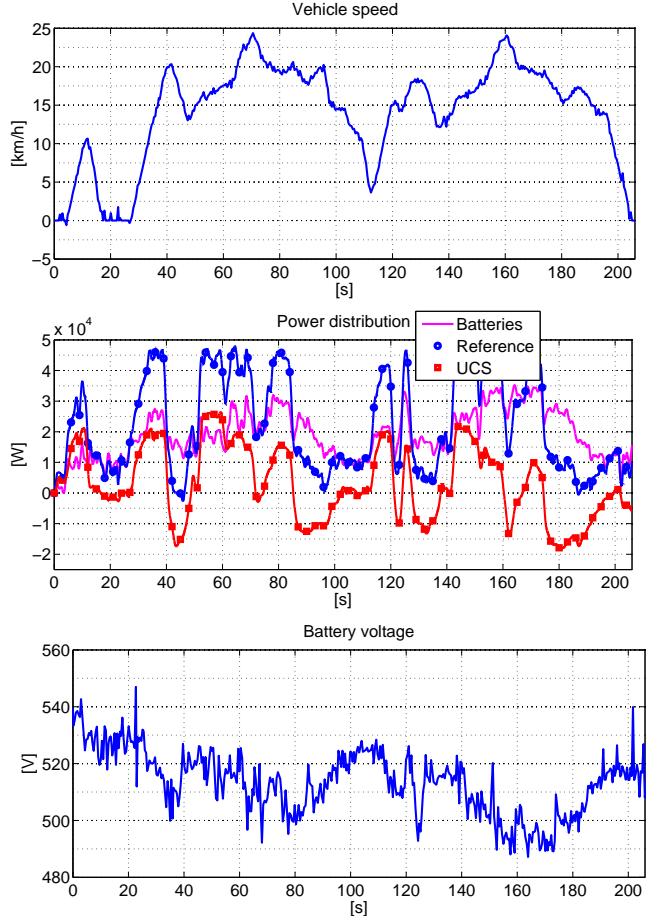 Vehicle speed
25
20
15
10
5
0
−5
[km/h]
0 20 40 60 80 100 120 140 160 180 200
[s]
Power distribution
x 10⁴
Batteries
Reference
UCS
5
4
3
2
1
0
−1
−2
[W]
0 20 40 60 80 100 120 140 160 180 200
[s]
Battery voltage
560
540
520
500
480
[V]
0 20 40 60 80 100 120 140 160 180 200
[s]